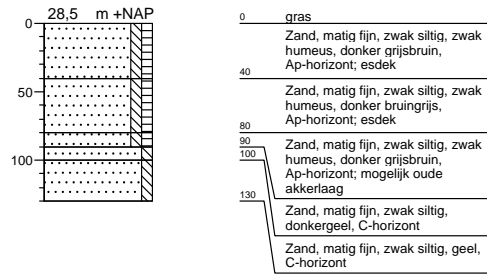 28,5 m +NAP
0
50
100
0 gras
Zand, matig fijn, zwak siltig, zwak
humeus, donker grijsbruin,
Ap-horizont; esdek
40
Zand, matig fijn, zwak siltig, zwak
humeus, donker bruingrijs,
Ap-horizont; esdek
80
Zand, matig fijn, zwak siltig, zwak
humeus, donker grijsbruin,
Ap-horizont; mogelijk oude
akkerlaag
90
Zand, matig fijn, zwak siltig,
donkergeel, C-horizont
100
Zand, matig fijn, zwak siltig, geel,
C-horizont
130